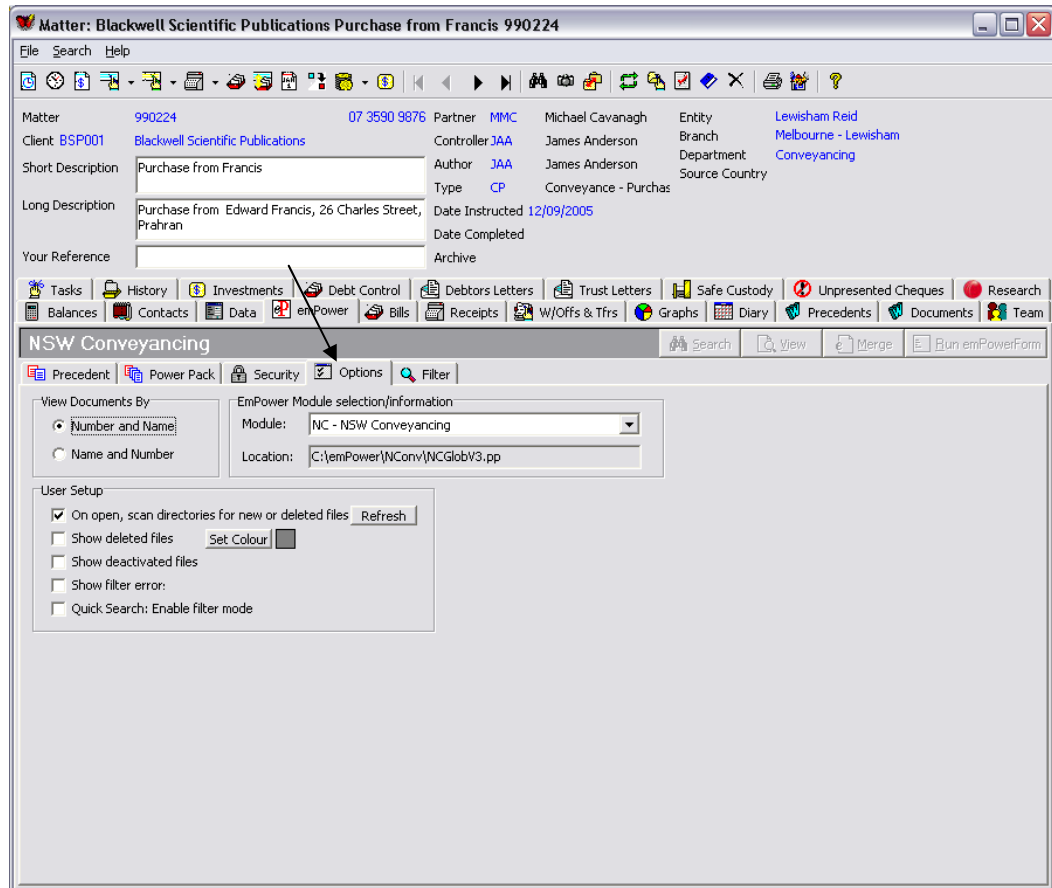 Matter: Blackwell Scientific Publications Purchase from Francis 990224
File Search Help
Matter 990224 07 3590 9876 Partner MMC Michael Cavanagh Entity Lewisham Reid
Client BSP001 Blackwell Scientific Publications Controller JAA James Anderson Branch Melbourne - Lewisham
Short Description Purchase from Francis Author JAA James Anderson Department Conveyancing
Type CP Conveyance - Purchas Source Country
Long Description Purchase from Edward Francis, 26 Charles Street, Prahran Date Instructed 12/09/2005
Date Completed
Your Reference Archive
Tasks History Investments Debt Control Debtors Letters Trust Letters Safe Custody Unpresented Cheques Research
Balances Contacts Data emPower Bills Receipts W/Offs & Tfrs Graphs Diary Precedents Documents Team
NSW Conveyancing Search View Merge Run emPowerForm
Precedent Power Pack Security Options Filter
View Documents By EmPower Module selection/information
Number and Name Module: NC - NSW Conveyancing
Name and Number Location: C:\emPower\NConv\NCGlobV3.pp
User Setup
On open, scan directories for new or deleted files Refresh
Show deleted files Set Colour
Show deactivated files
Show filter error:
Quick Search: Enable filter mode